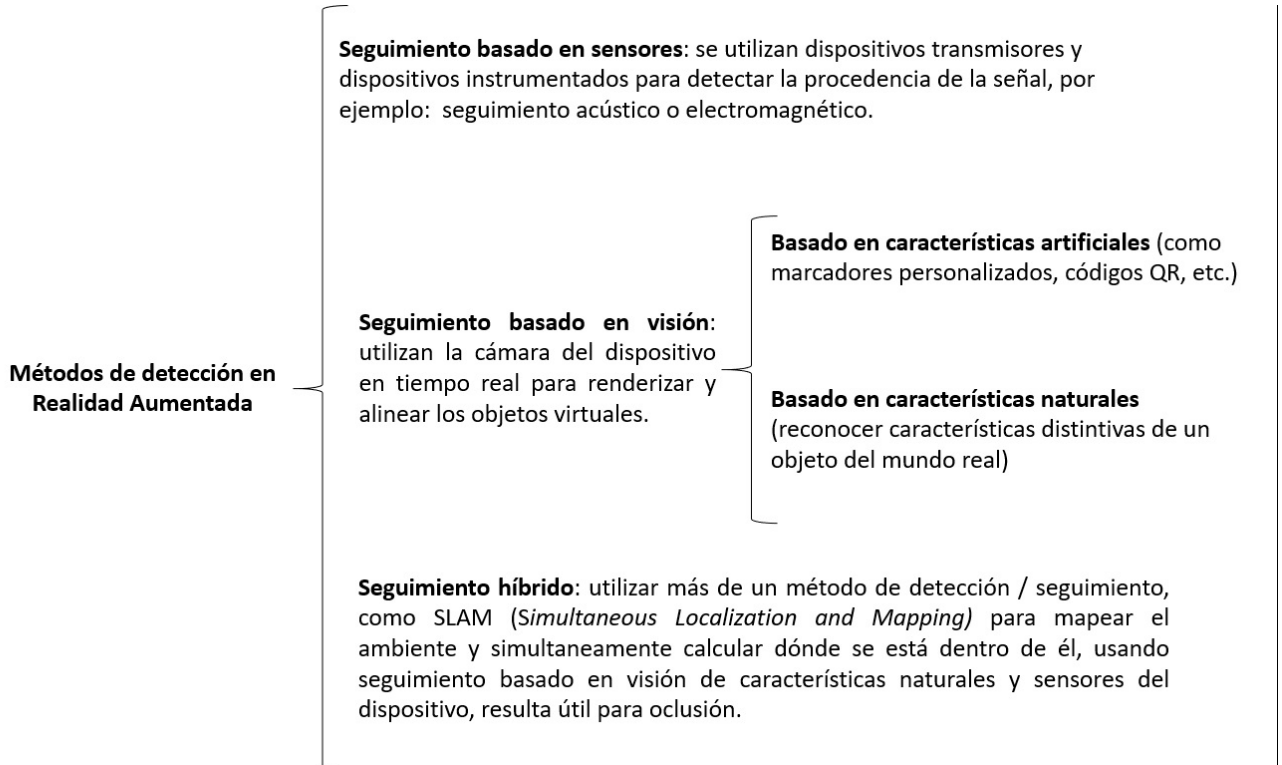 Seguimiento basado en sensores: se utilizan dispositivos transmisores y
dispositivos instrumentados para detectar la procedencia de la señal, por
ejemplo: seguimiento acústico o electromagnético.
Métodos de detección en
Realidad Aumentada
Seguimiento basado en visión:
utilizan la cámara del dispositivo
en tiempo real para renderizar y
alinear los objetos virtuales.
Basado en características artificiales (como
marcadores personalizados, códigos QR, etc.)
Basado en características naturales
(reconocer características distintivas de un
objeto del mundo real)
Seguimiento híbrido: utilizar más de un método de detección / seguimiento,
como SLAM (Simultaneous Localization and Mapping) para mapear el
ambiente y simultaneamente calcular dónde se está dentro de él, usando
seguimiento basado en visión de características naturales y sensores del
dispositivo, resulta útil para oclusión.